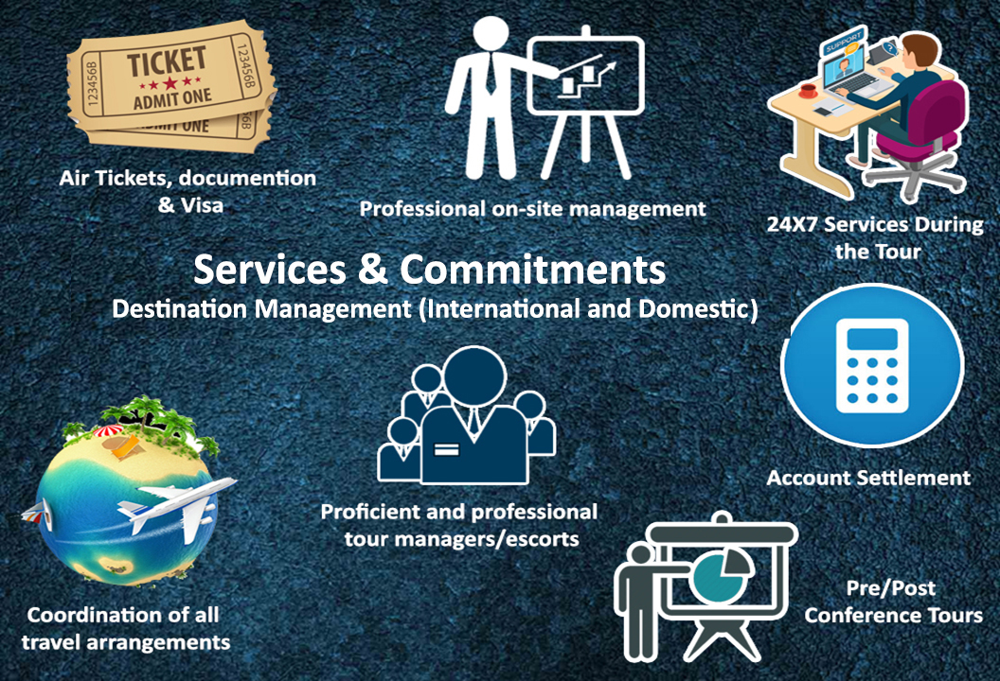 TICKET
ADMIT ONE
123456B
123456B
ADMIT ONE
SUPPORT
Air Tickets, documention
& Visa
Professional on-site management
24X7 Services During
the Tour
Services & Commitments
Destination Management (International and Domestic)
Account Settlement
Proficient and professional
tour managers/escorts
Coordination of all
travel arrangements
Pre/Post
Conference Tours